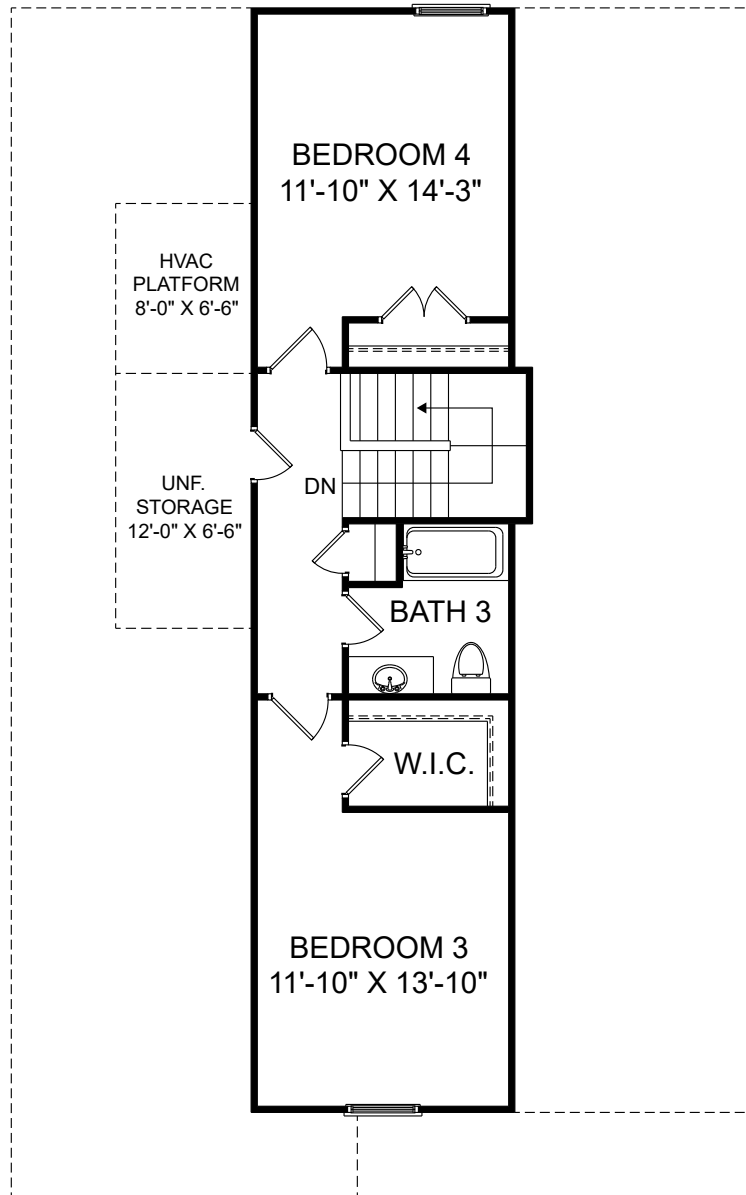 BEDROOM 4
11'-10" X 14'-3"
HVAC
PLATFORM
8'-0" X 6'-6"
UNF.
STORAGE
12'-0" X 6'-6"
DN
BATH 3
W.I.C.
BEDROOM 3
11'-10" X 13'-10"